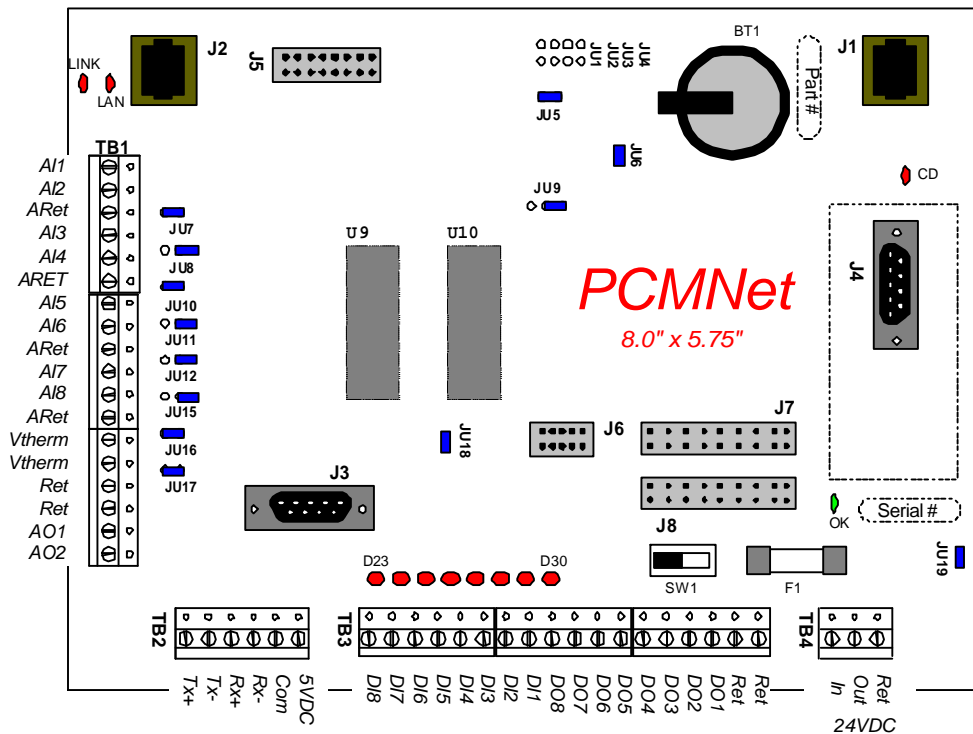 J2
J5
JU1
JU2
JU3
JU4
BT1
Part #
J1
LINK
LAN
JU5
JU6
CD
TB1
AI1
AI2
ARet
AI3
AI4
ARET
AI5
AI6
ARet
AI7
AI8
ARet
Vtherm
Vtherm
Ret
Ret
AO1
AO2
JU7
JU8
JU10
JU11
JU12
JU15
JU16
JU17
JU9
U9
U10
J4
PCMNet
8.0" x 5.75"
JU18
J6
J7
J3
J8
OK
Serial #
JU19
D23
D30
SW1
F1
TB2
TB3
TB4
Tx+
Tx-
Rx+
Rx-
Com
5VDC
DI8
DI7
DI6
DI5
DI4
DI3
DI2
DI1
DO8
DO7
DO6
DO5
DO4
DO3
DO2
DO1
Ret
Ret
In
Out
Ret
24VDC